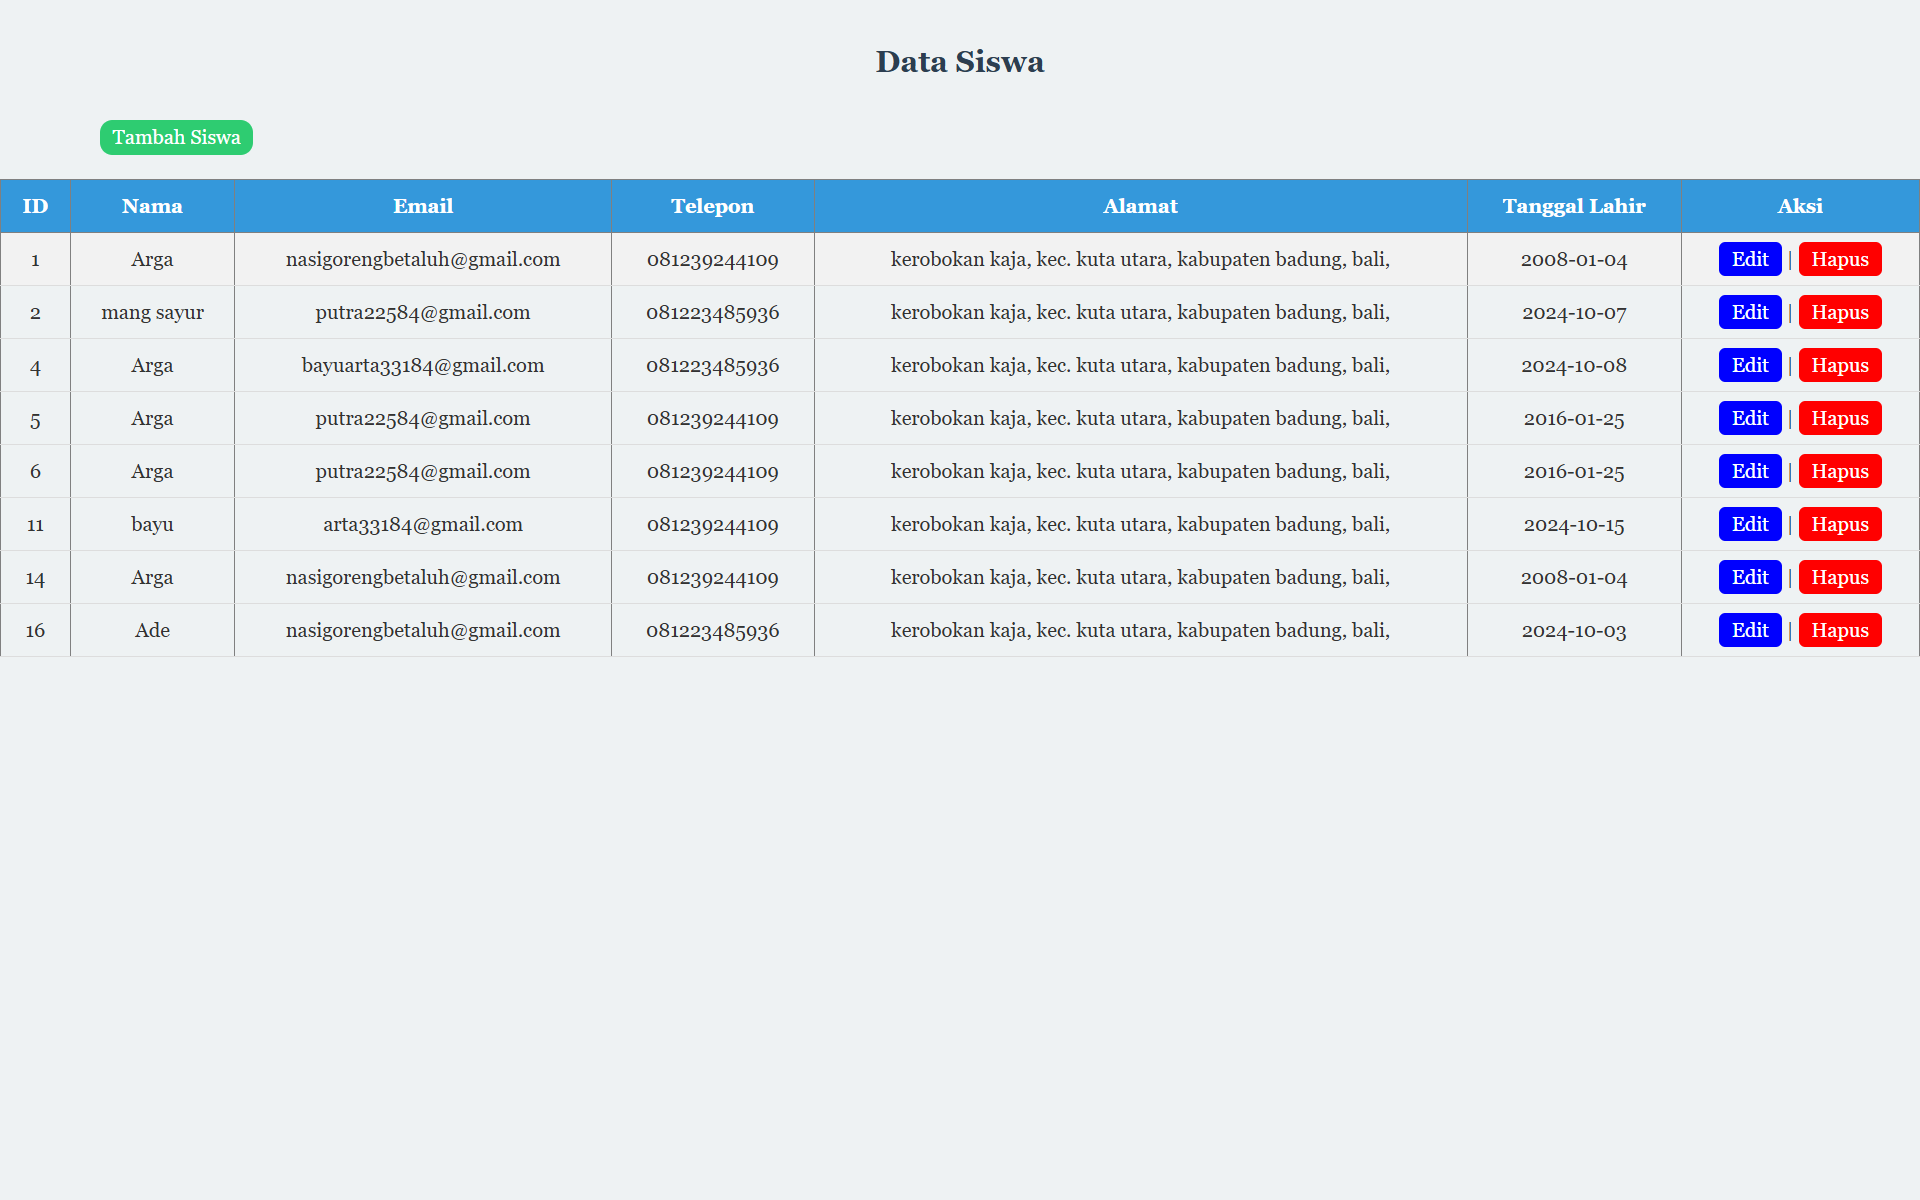 Data Siswa
Tambah Siswa
ID Nama Email Telepon Alamat Tanggal Lahir Aksi
1 Arga nasigorengbetaluh@gmail.com 081239244109 kerobokan kaja, kec. kuta utara, kabupaten badung, bali, 2008-01-04 Edit | Hapus
2 mang sayur putra22584@gmail.com 081223485936 kerobokan kaja, kec. kuta utara, kabupaten badung, bali, 2024-10-07 Edit | Hapus
4 Arga bayuarta33184@gmail.com 081223485936 kerobokan kaja, kec. kuta utara, kabupaten badung, bali, 2024-10-08 Edit | Hapus
5 Arga putra22584@gmail.com 081239244109 kerobokan kaja, kec. kuta utara, kabupaten badung, bali, 2016-01-25 Edit | Hapus
6 Arga putra22584@gmail.com 081239244109 kerobokan kaja, kec. kuta utara, kabupaten badung, bali, 2016-01-25 Edit | Hapus
11 bayu arta33184@gmail.com 081239244109 kerobokan kaja, kec. kuta utara, kabupaten badung, bali, 2024-10-15 Edit | Hapus
14 Arga nasigorengbetaluh@gmail.com 081239244109 kerobokan kaja, kec. kuta utara, kabupaten badung, bali, 2008-01-04 Edit | Hapus
16 Ade nasigorengbetaluh@gmail.com 081223485936 kerobokan kaja, kec. kuta utara, kabupaten badung, bali, 2024-10-03 Edit | Hapus